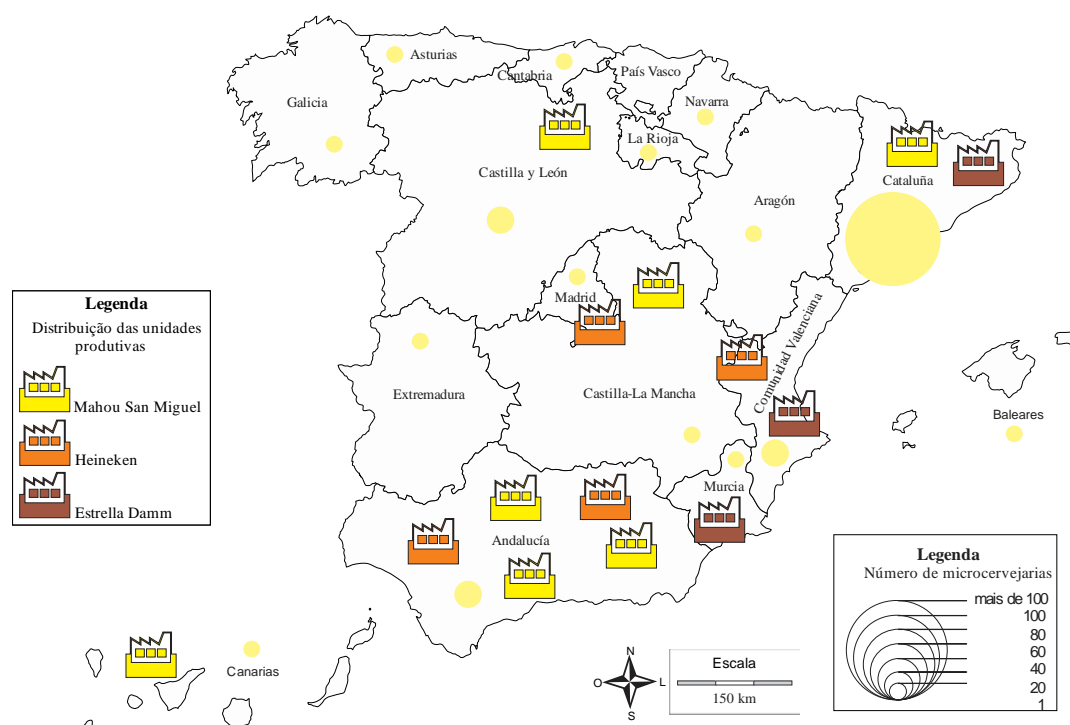 Asturias
Cantabria
País Vasco
Navarra
Galicia
La Rioja
Castilla y León
Cataluña
Aragón
Madrid
Comunidad Valenciana
Extremadura
Castilla-La Mancha
Baleares
Murcia
Andalucía
Canarias
Legenda
Distribuição das unidades
produtivas
Mahou San Miguel
Heineken
Estrella Damm
N
O
L
S
Escala
150 km
Legenda
Número de microcervejarias
mais de 100
100
80
60
40
20
1